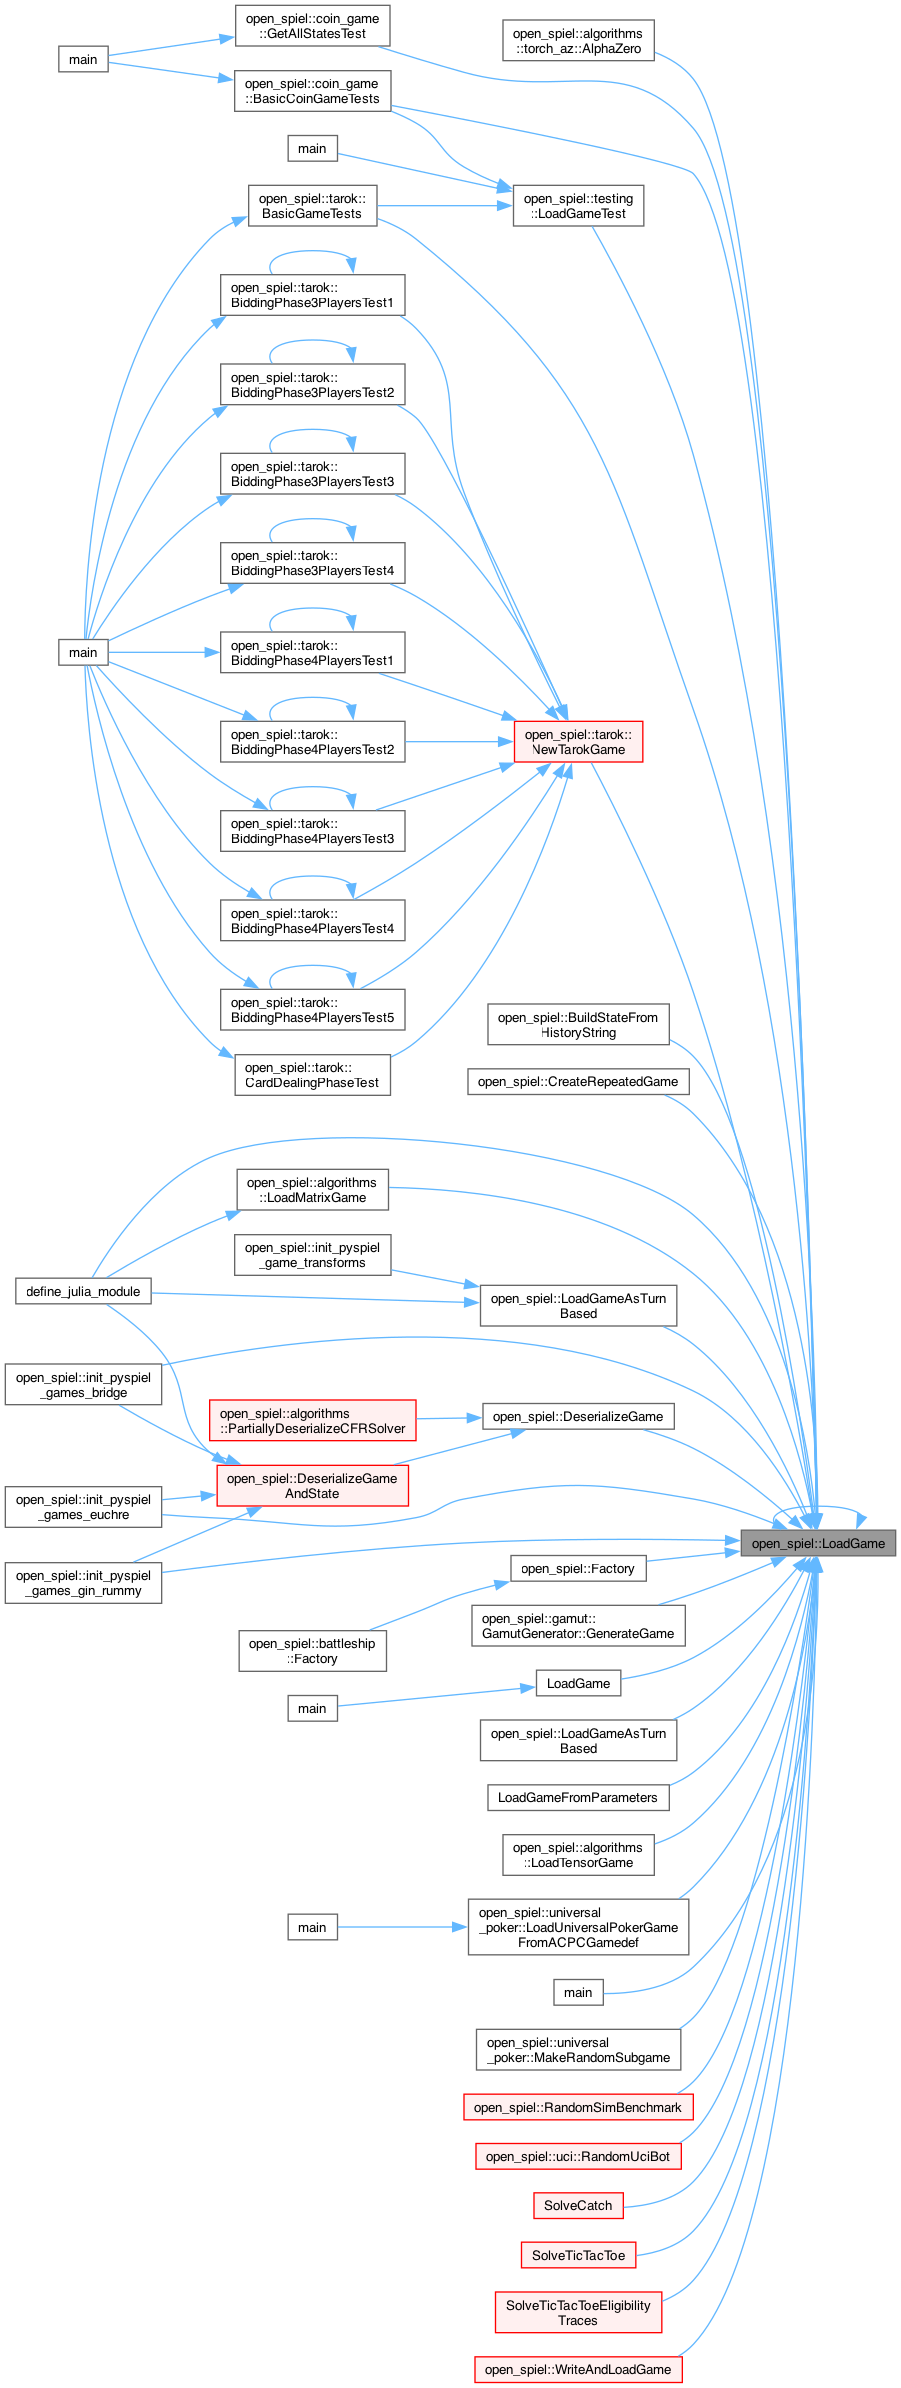 open_spiel::coin_game
::GetAllStatesTest
open_spiel::algorithms
::torch_az::AlphaZero
main
open_spiel::coin_game
::BasicCoinGameTests
main
open_spiel::tarok::
BasicGameTests
open_spiel::testing
::LoadGameTest
open_spiel::tarok::
BiddingPhase3PlayersTest1
open_spiel::tarok::
BiddingPhase3PlayersTest2
open_spiel::tarok::
BiddingPhase3PlayersTest3
open_spiel::tarok::
BiddingPhase3PlayersTest4
main
open_spiel::tarok::
BiddingPhase4PlayersTest1
open_spiel::tarok::
BiddingPhase4PlayersTest2
open_spiel::tarok::
NewTarokGame
open_spiel::tarok::
BiddingPhase4PlayersTest3
open_spiel::tarok::
BiddingPhase4PlayersTest4
open_spiel::tarok::
BiddingPhase4PlayersTest5
open_spiel::BuildStateFrom
HistoryString
open_spiel::tarok::
CardDealingPhaseTest
open_spiel::CreateRepeatedGame
open_spiel::algorithms
::LoadMatrixGame
open_spiel::init_pyspiel
_game_transforms
define_julia_module
open_spiel::LoadGameAsTurn
Based
open_spiel::init_pyspiel
_games_bridge
open_spiel::algorithms
::PartiallyDeserializeCFRSolver
open_spiel::DeserializeGame
open_spiel::DeserializeGame
AndState
open_spiel::init_pyspiel
_games_euchre
open_spiel::LoadGame
open_spiel::init_pyspiel
_games_gin_rummy
open_spiel::Factory
open_spiel::gamut::
GamutGenerator::GenerateGame
open_spiel::battleship
::Factory
LoadGame
main
open_spiel::LoadGameAsTurn
Based
LoadGameFromParameters
open_spiel::algorithms
::LoadTensorGame
main
open_spiel::universal
_poker::LoadUniversalPokerGame
FromACPCGamedef
main
open_spiel::universal
_poker::MakeRandomSubgame
open_spiel::RandomSimBenchmark
open_spiel::uci::RandomUciBot
SolveCatch
SolveTicTacToe
SolveTicTacToeEligibility
Traces
open_spiel::WriteAndLoadGame